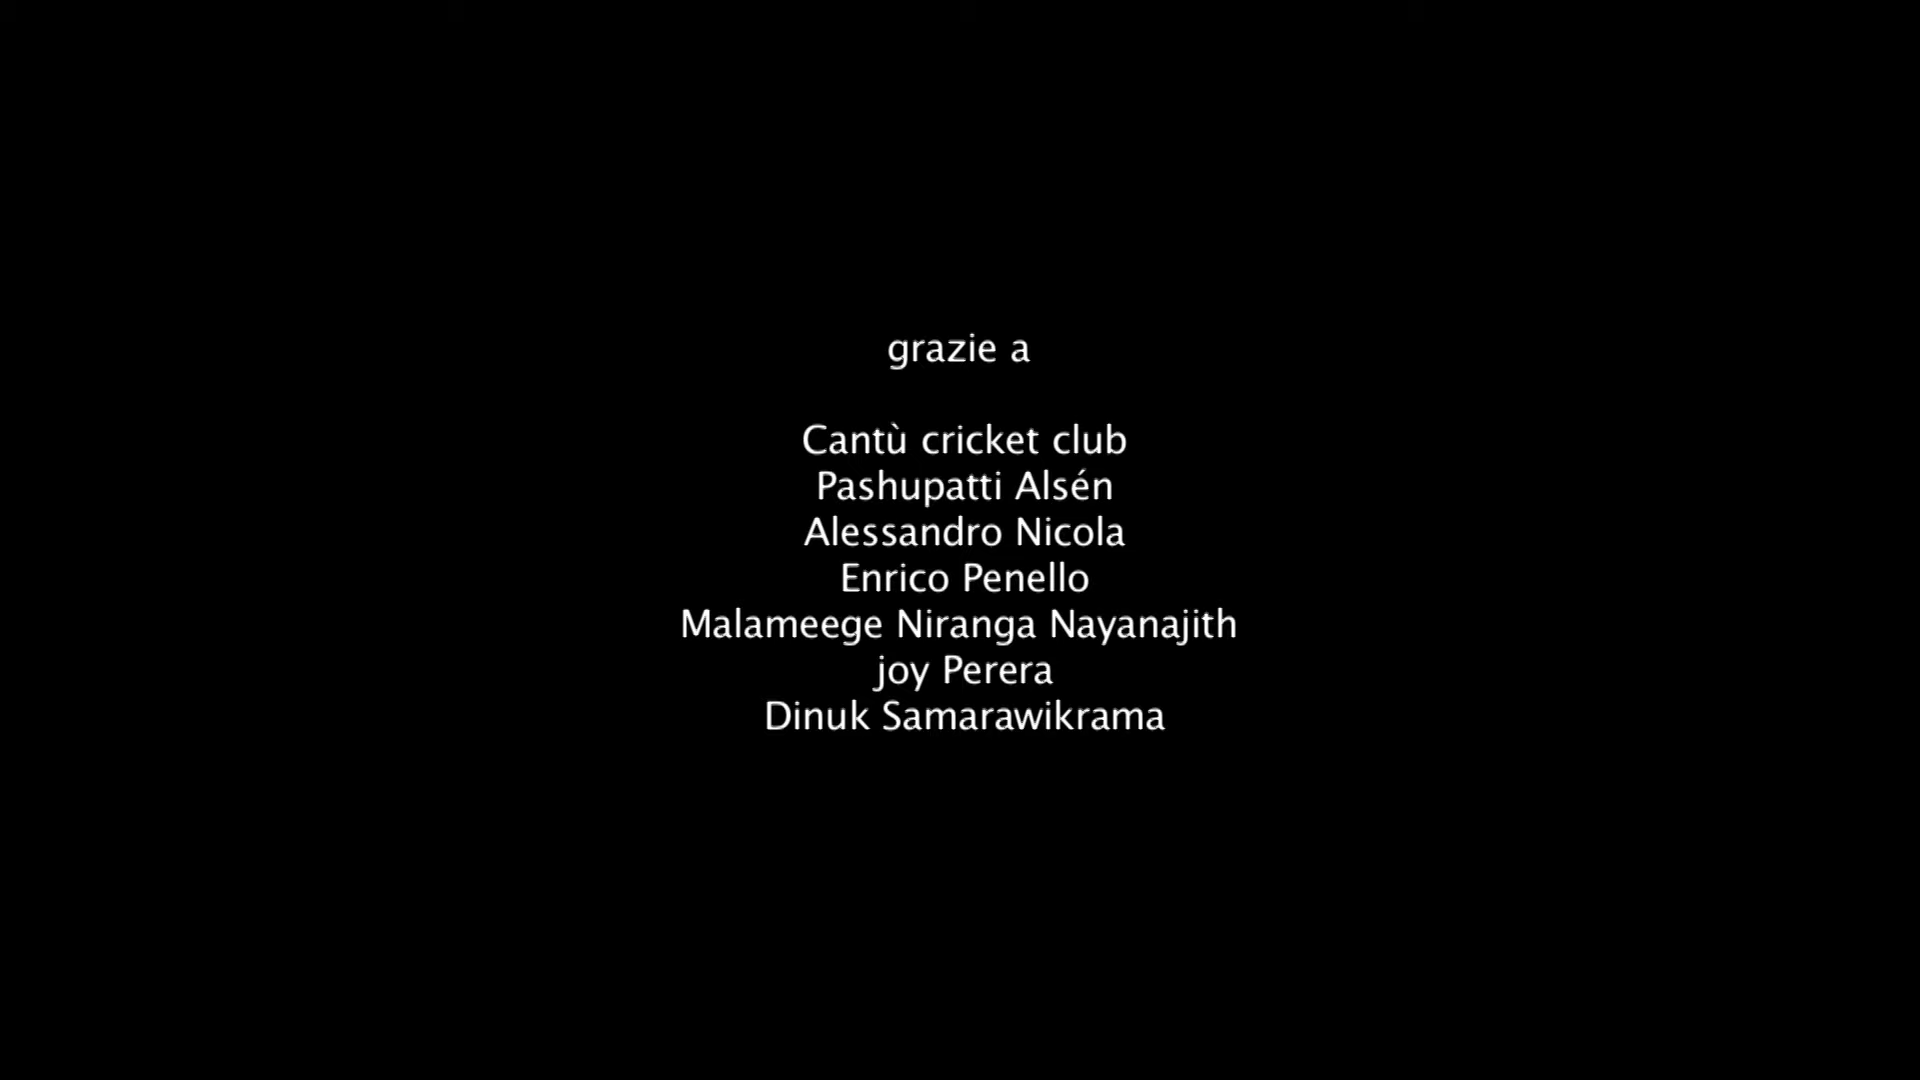 grazie a
Cantù cricket club
Pashupatti Alsén
Alessandro Nicola
Enrico Penello
Malameege Niranga Nayanajith
joy Perera
Dinuk Samarawikrama